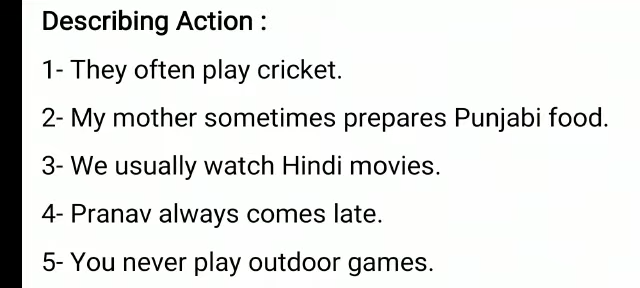 Describing Action :
1- They often play cricket.
2- My mother sometimes prepares Punjabi food.
3- We usually watch Hindi movies.
4- Pranav always comes late.
5- You never play outdoor games.